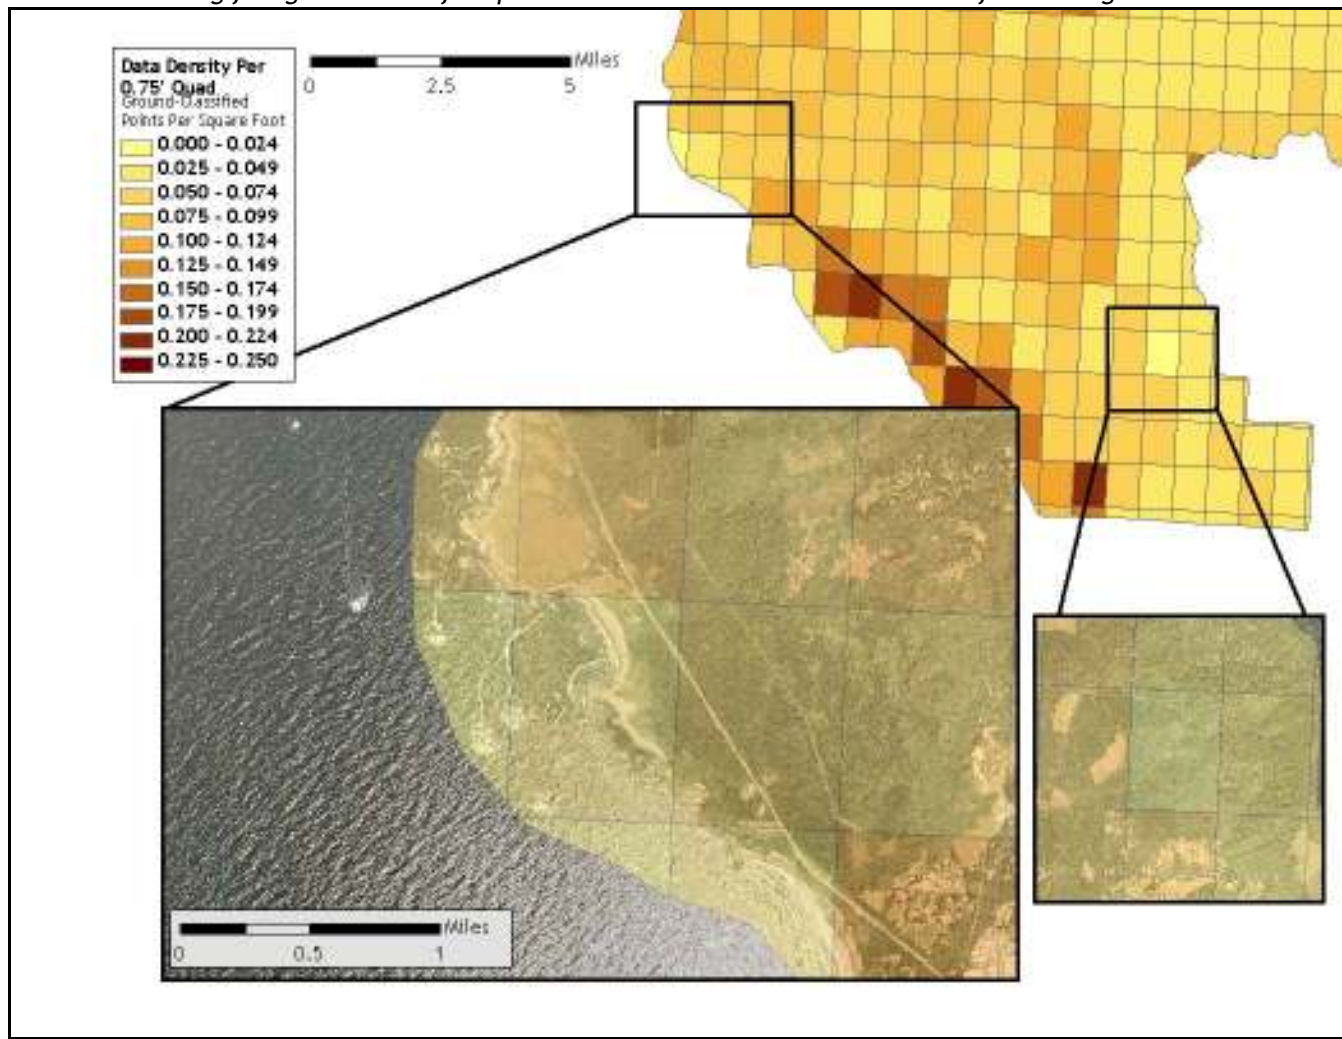 Data Density Per
0.75' Quad
Ground-Classified
Points Per Square Foot
0.000 - 0.024
0.025 - 0.049
0.050 - 0.074
0.075 - 0.099
0.100 - 0.124
0.125 - 0.149
0.150 - 0.174
0.175 - 0.199
0.200 - 0.224
0.225 - 0.250
Miles
0 2.5 5
Miles
0 0.5 1